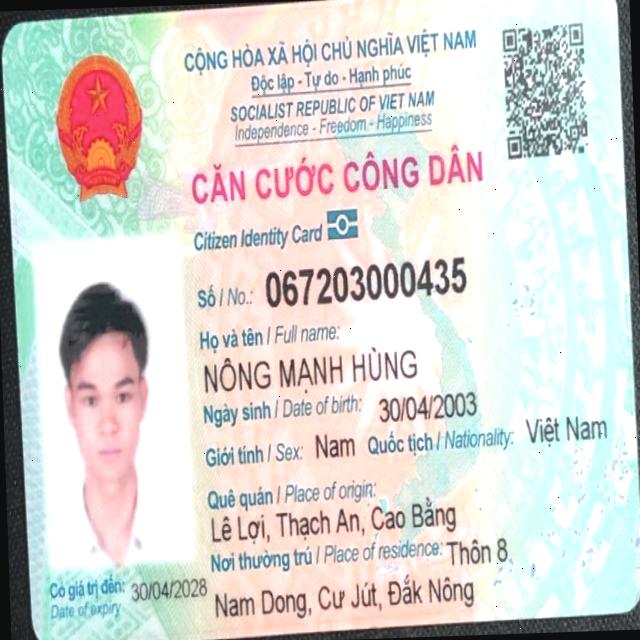 CỘNG HÒA XÃ HỘI CHỦ NGHĨA VIỆT NAM
Độc lập - Tự do - Hạnh phúc
SOCIALIST REPUBLIC OF VIET NAM
Independence - Freedom - Happiness
CĂN CƯỚC CÔNG DÂN
Citizen Identity Card
Số / No.: 067203000435
Họ và tên / Full name:
NÔNG MẠNH HÙNG
Ngày sinh / Date of birth: 30/04/2003
Giới tính / Sex: Nam Quốc tịch / Nationality: Việt Nam
Quê quán / Place of origin:
Lê Lợi, Thạch An, Cao Bằng
Nơi thường trú / Place of residence: Thôn 8
Nam Dong, Cư Jút, Đắk Nông
Có giá trị đến: 30/04/2028
Date of expiry